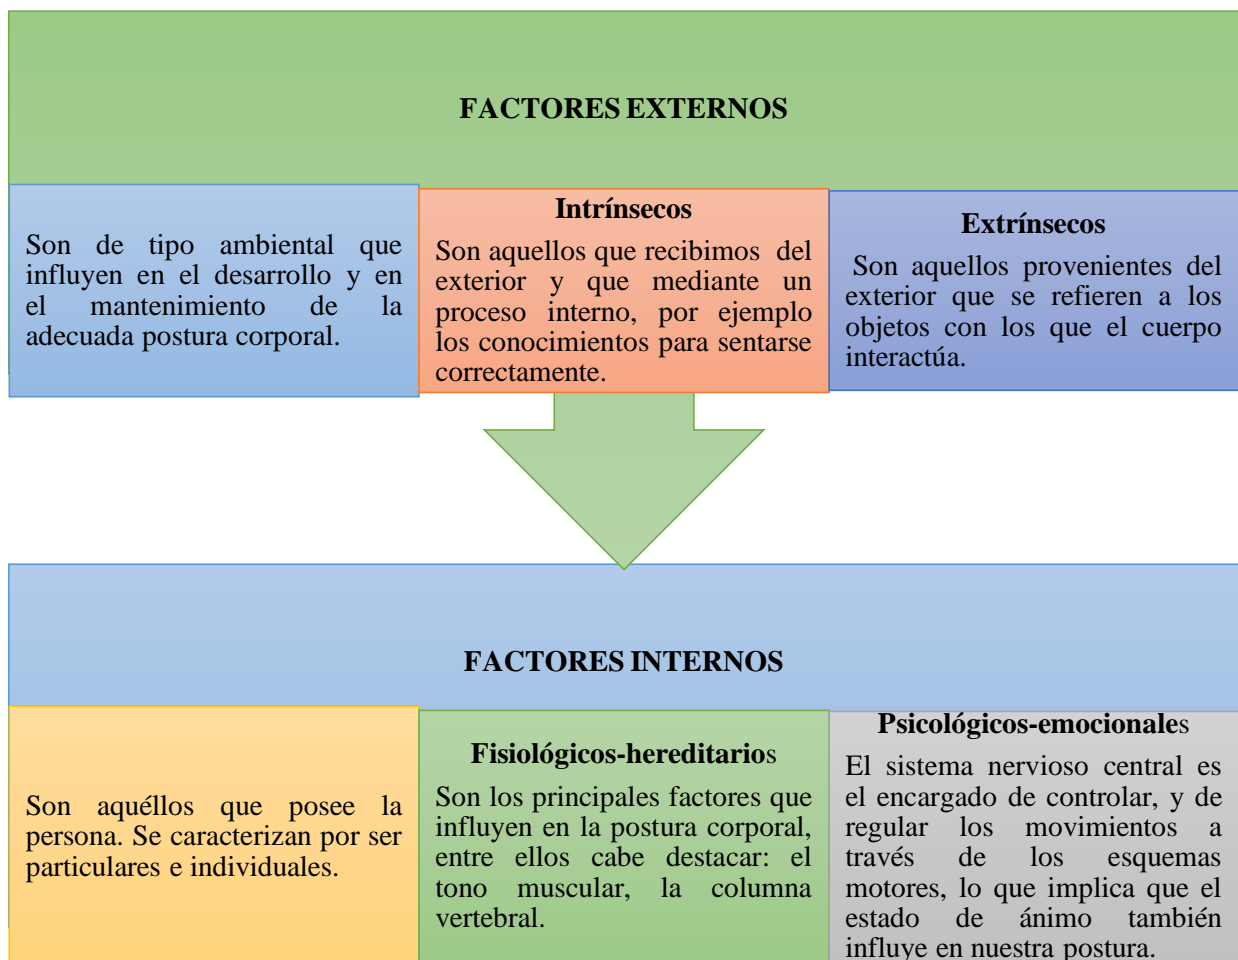 FACTORES EXTERNOS
Son de tipo ambiental que
influyen en el desarrollo y en
el mantenimiento de la
adecuada postura corporal.
Intrínsecos
Son aquellos que recibimos del
exterior y que mediante un
proceso interno, por ejemplo
los conocimientos para sentarse
correctamente.
Extrínsecos
Son aquellos provenientes del
exterior que se refieren a los
objetos con los que el cuerpo
interactúa.
FACTORES INTERNOS
Son aquéllos que posee la
persona. Se caracterizan por ser
particulares e individuales.
Fisiológicos-hereditarios
Son los principales factores que
influyen en la postura corporal,
entre ellos cabe destacar: el
tono muscular, la columna
vertebral.
Psicológicos-emocionales
El sistema nervioso central es
el encargado de controlar, y de
regular los movimientos a
través de los esquemas
motores, lo que implica que el
estado de ánimo también
influye en nuestra postura.